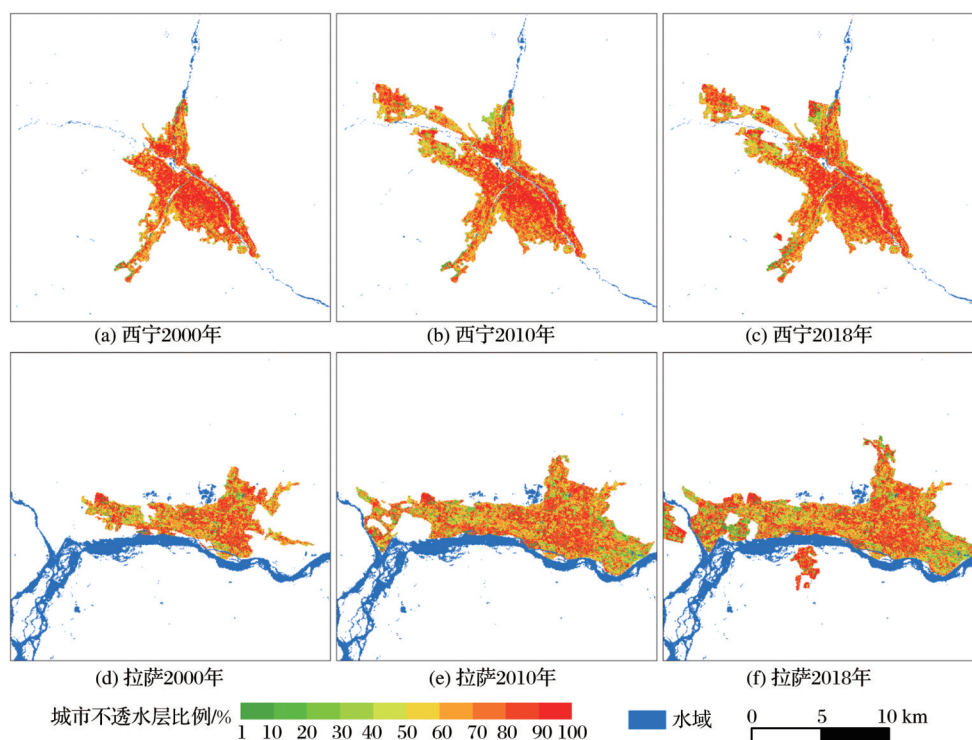 (a) 西宁2000年
(b) 西宁2010年
(c) 西宁2018年
(d) 拉萨2000年
(e) 拉萨2010年
(f) 拉萨2018年
城市不透水层比例/%
1 10 20 30 40 50 60 70 80 90 100
水域
0 5 10 km